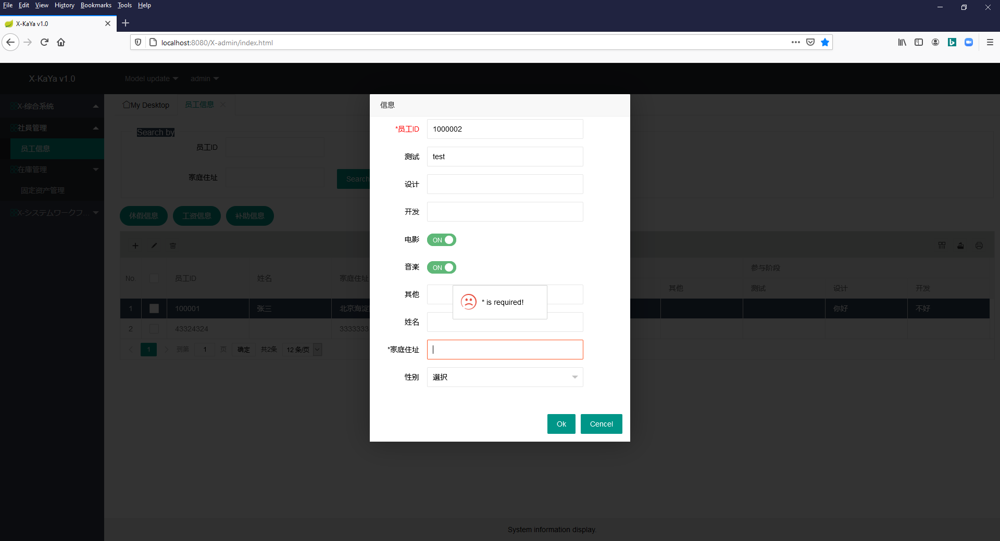 File Edit View History Bookmarks Tools Help
X-KaYa v1.0
localhost:8080/X-admin/index.html
X-KaYa v1.0
Model update
admin
X-综合系统
社員管理
员工信息
在庫管理
固定资产管理
X-システムワークフ...
My Desktop
员工信息
Search by
员工ID
家庭住址
Search
休假信息
工资信息
补助信息
No.
员工ID
姓名
家庭住址
参与阶段
其他
测试
设计
开发
1
100001
张三
北京海淀
你好
不好
2
43324324
3333333
1
到第
1
页
确定
共2条
12 条/页
信息
*员工ID
1000002
测试
test
设计
开发
电影
ON
音楽
ON
其他
* is required!
姓名
*家庭住址
性别
選択
Ok
Cencel
System information display.